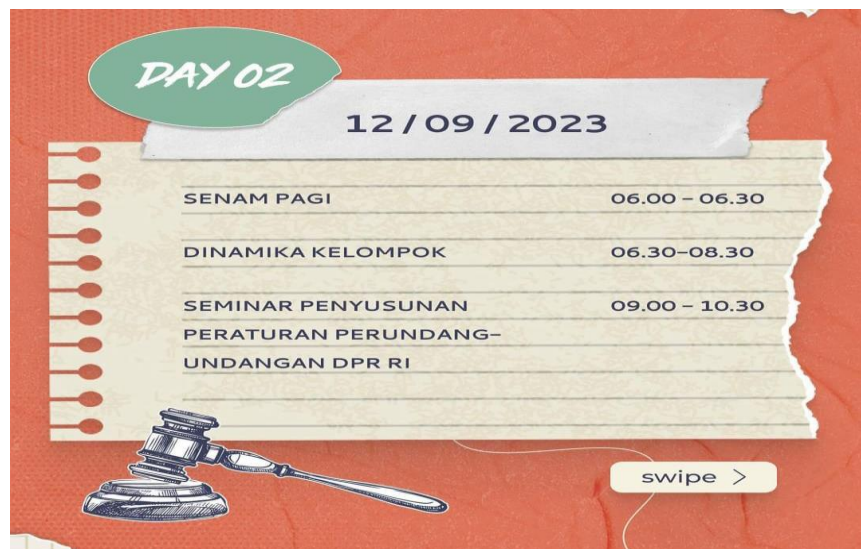 DAY 02
12/09/2023
SENAM PAGI 06.00 – 06.30
DINAMIKA KELOMPOK 06.30–08.30
SEMINAR PENYUSUNAN 09.00 – 10.30
PERATURAN PERUNDANG–
UNDANGAN DPR RI
swipe >